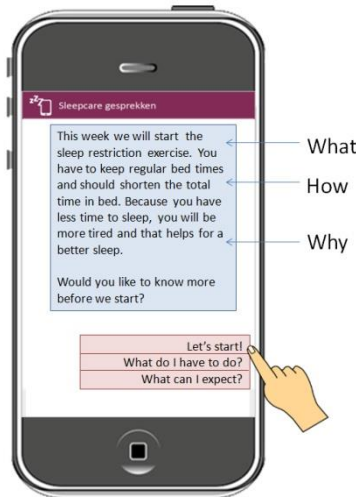 zzZ Sleepcare gesprekken
This week we will start the
sleep restriction exercise. You
have to keep regular bed times
and should shorten the total
time in bed. Because you have
less time to sleep, you will be
more tired and that helps for a
better sleep.
Would you like to know more
before we start?
What
How
Why
Let's start!
What do I have to do?
What can I expect?